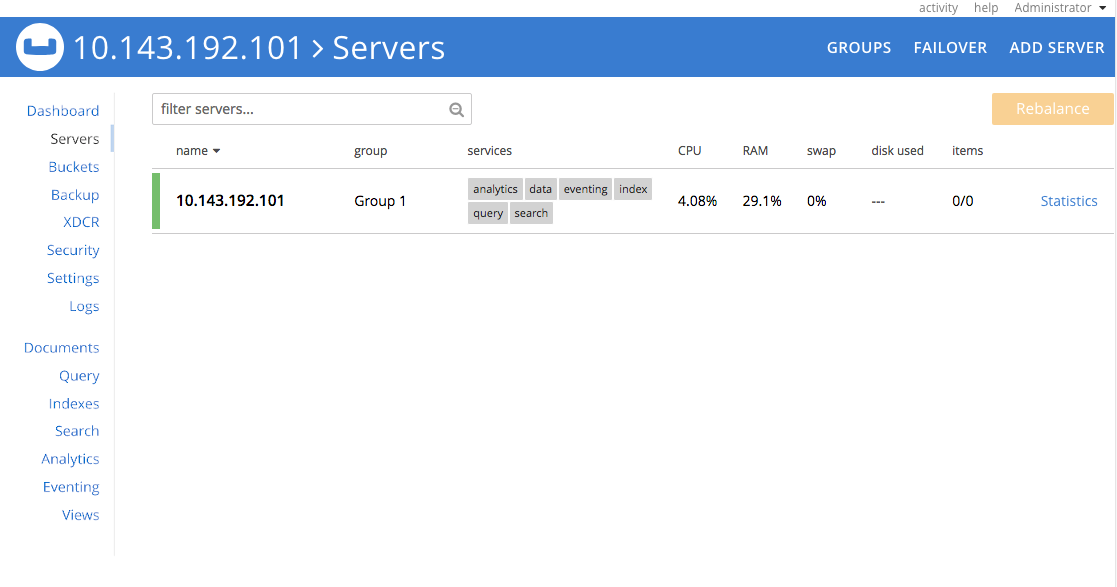 activity help Administrator
10.143.192.101 > Servers GROUPS FAILOVER ADD SERVER
Dashboard
Servers
Buckets
Backup
XDCR
Security
Settings
Logs
Documents
Query
Indexes
Search
Analytics
Eventing
Views
filter servers... Rebalance
name group services CPU RAM swap disk used items
10.143.192.101 Group 1 analytics data eventing index 4.08% 29.1% 0% --- 0/0 Statistics
query search